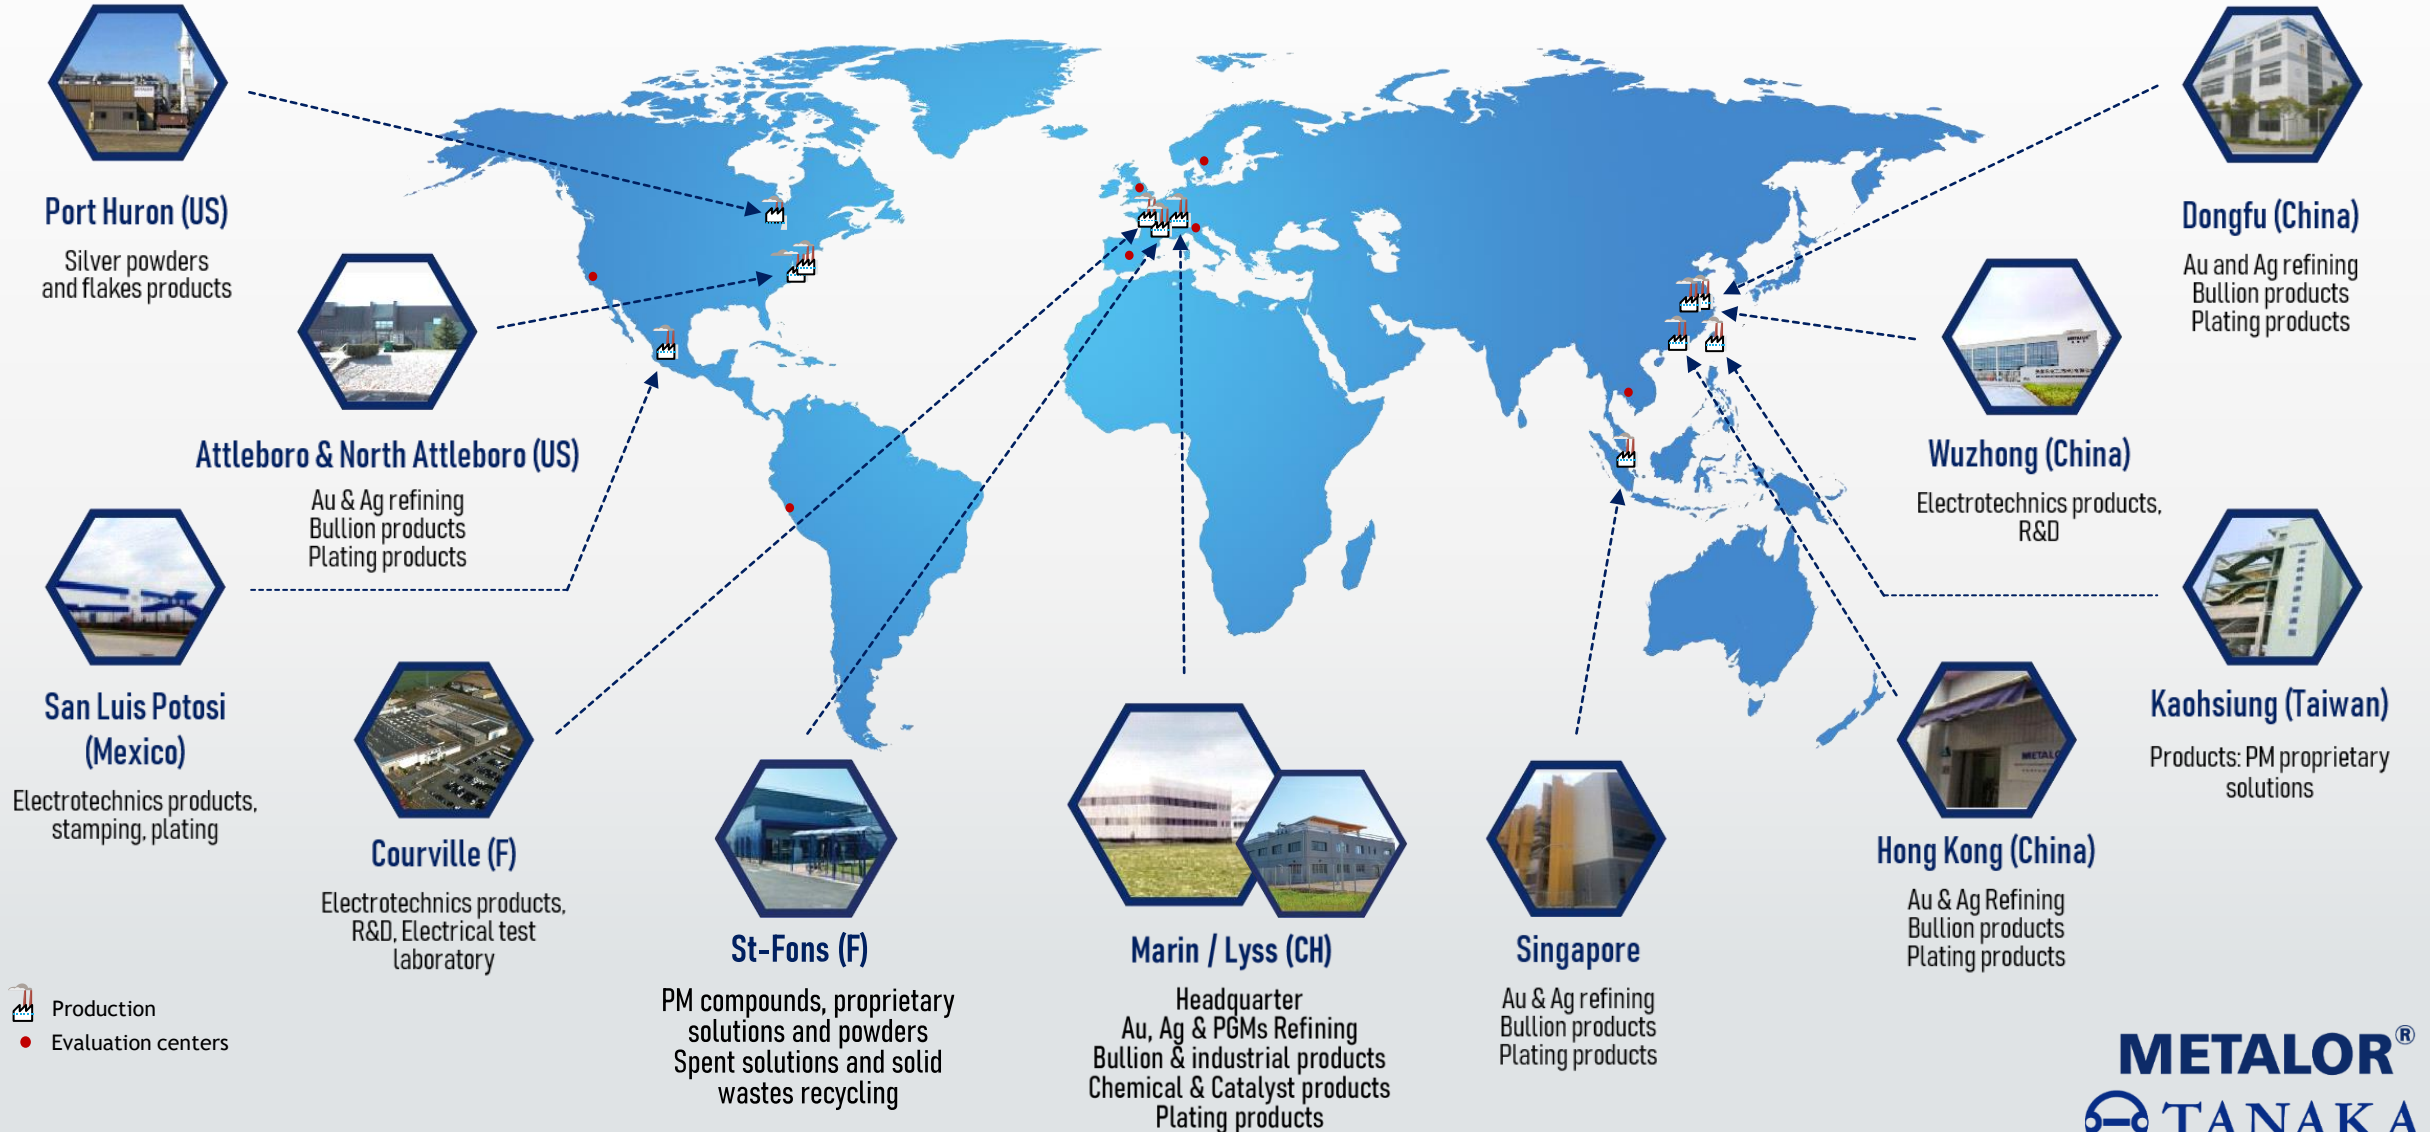 Port Huron (US)
Silver powders
and flakes products
Attleboro & North Attleboro (US)
Au & Ag refining
Bullion products
Plating products
San Luis Potosi
(Mexico)
Electrotechnics products,
stamping, plating
Courville (F)
Electrotechnics products,
R&D, Electrical test
laboratory
St-Fons (F)
PM compounds, proprietary
solutions and powders
Spent solutions and solid
wastes recycling
Marin / Lyss (CH)
Headquarter
Au, Ag & PGMs Refining
Bullion & industrial products
Chemical & Catalyst products
Plating products
Singapore
Au & Ag refining
Bullion products
Plating products
Hong Kong (China)
Au & Ag Refining
Bullion products
Plating products
Kaohsiung (Taiwan)
Products: PM proprietary
solutions
Wuzhong (China)
Electrotechnics products,
R&D
Dongfu (China)
Au and Ag refining
Bullion products
Plating products
Production
Evaluation centers
METALOR®
TANAKA